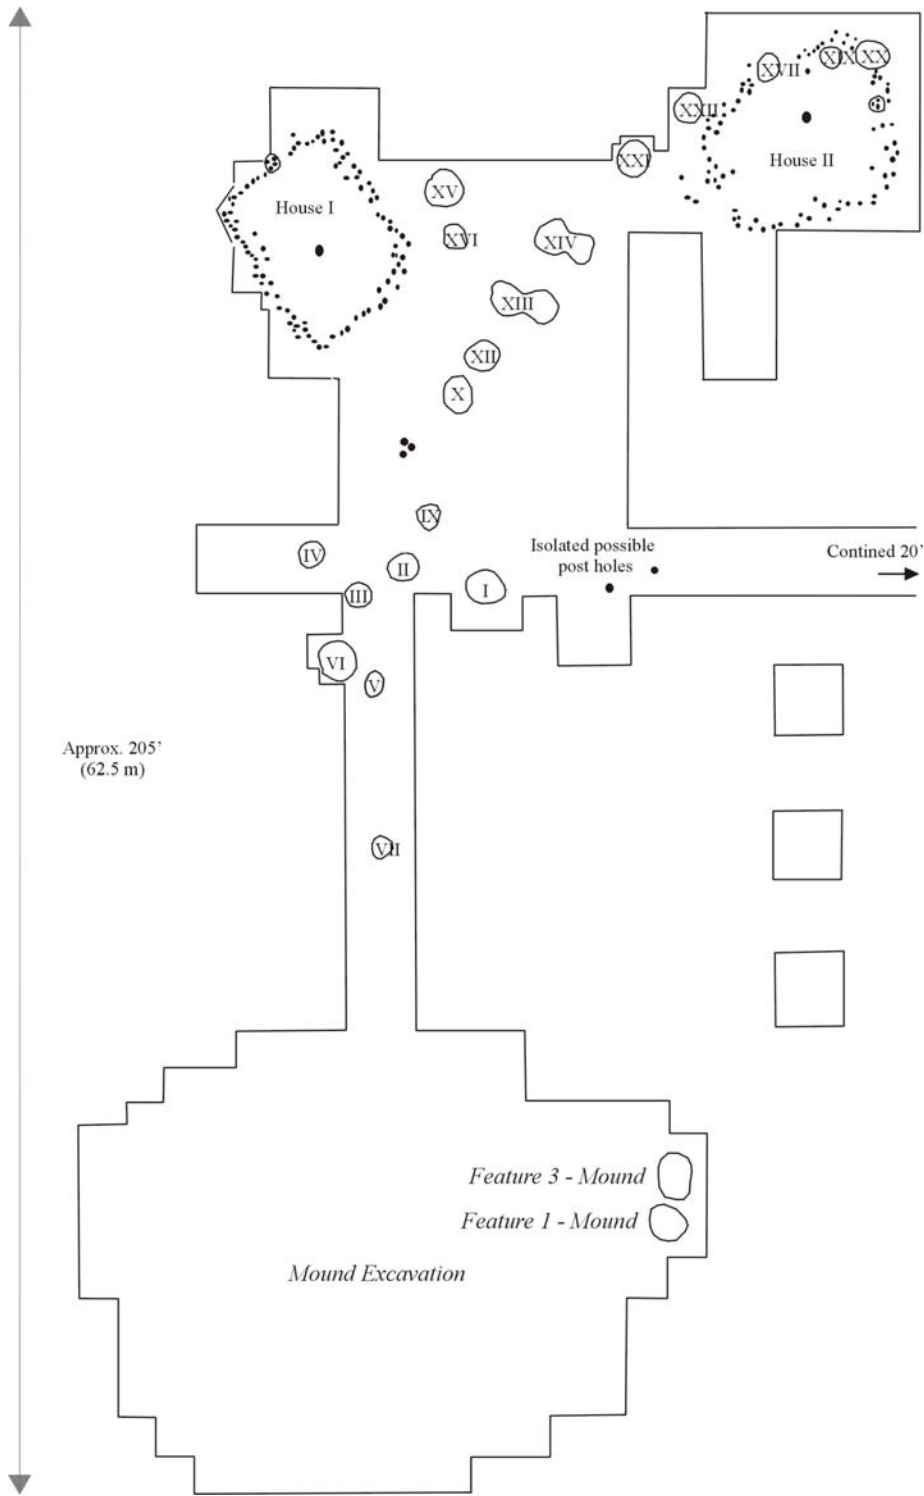 XVII
XIX
XX
XXII
House II
XXI
House I
XV
XVI
XIV
XIII
XII
X
IX
Isolated possible
post holes
Contined 20'
IV
II
I
III
VI
V
Approx. 205'
(62.5 m)
VII
Feature 3 - Mound
Feature 1 - Mound
Mound Excavation